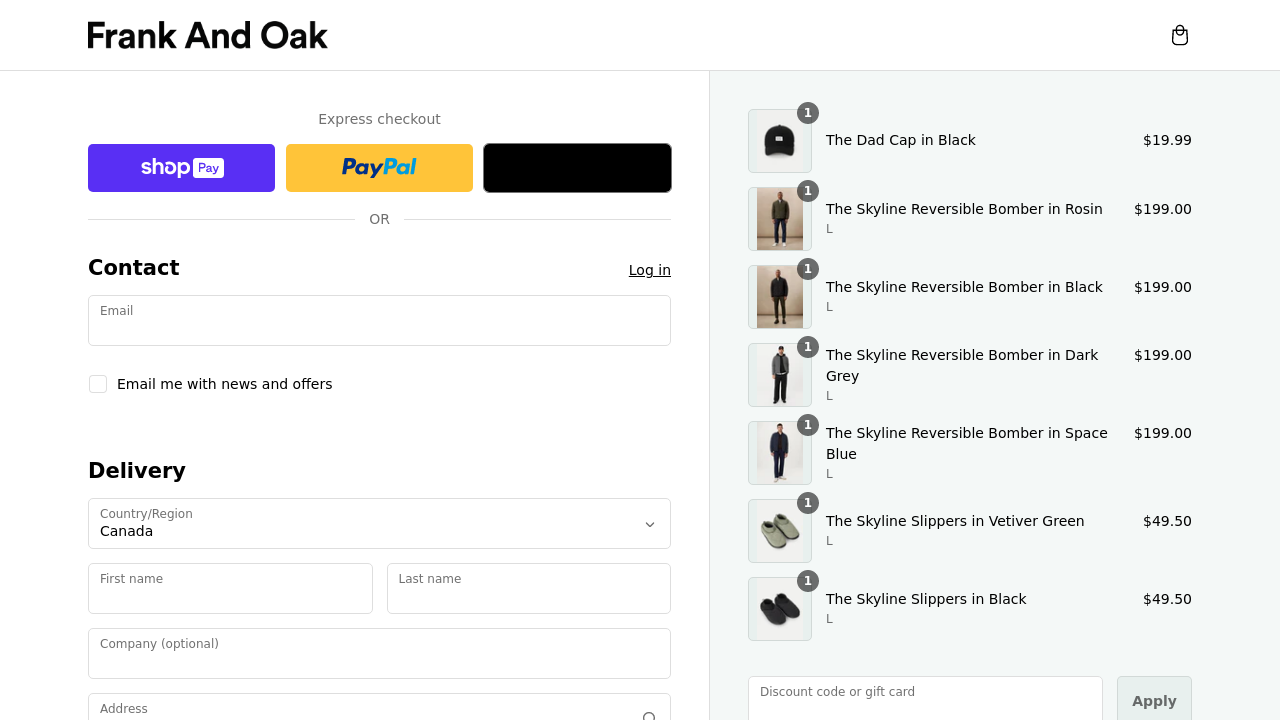 Frank And Oak
Express checkout
shop Pay
PayPal
OR
Contact
Log in
Email
Email me with news and offers
Delivery
Country/Region
Canada
First name
Last name
Company (optional)
Address
1
The Dad Cap in Black
$19.99
1
The Skyline Reversible Bomber in Rosin
$199.00
L
1
The Skyline Reversible Bomber in Black
$199.00
L
1
The Skyline Reversible Bomber in Dark
Grey
$199.00
L
1
The Skyline Reversible Bomber in Space
Blue
$199.00
L
1
The Skyline Slippers in Vetiver Green
$49.50
L
1
The Skyline Slippers in Black
$49.50
L
Discount code or gift card
Apply